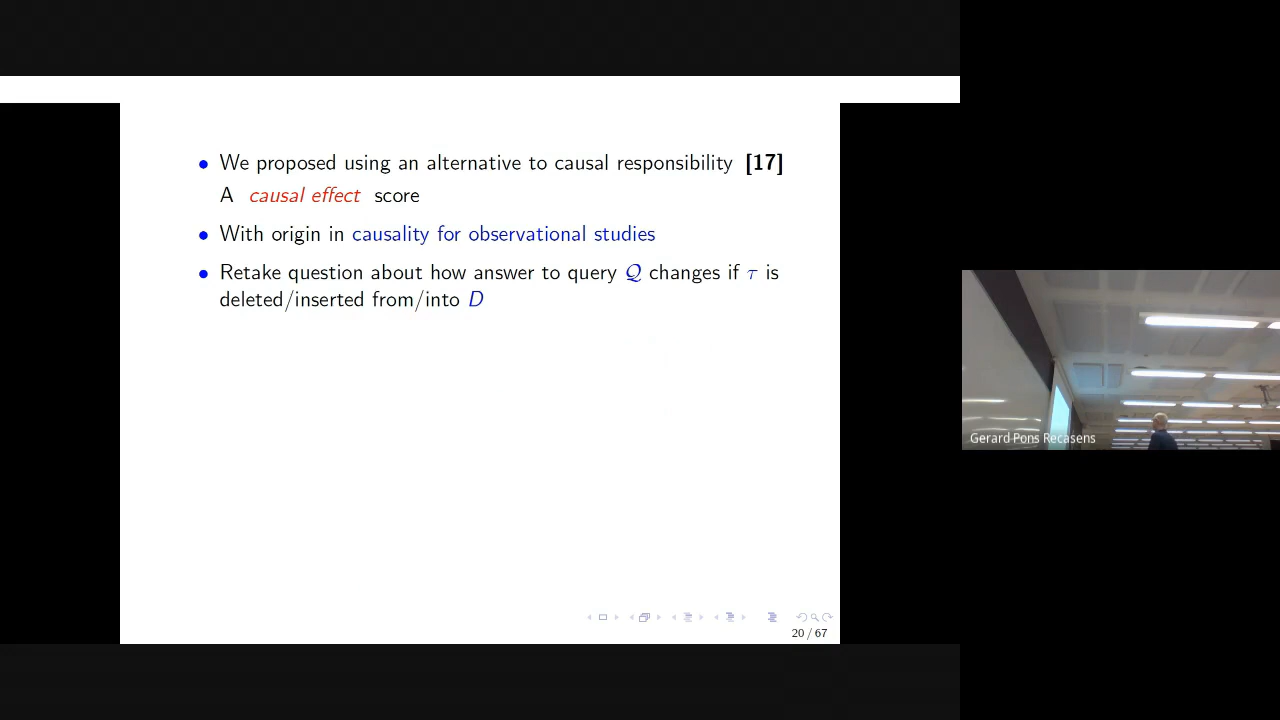 • We proposed using an alternative to causal responsibility [17]
A causal effect score
• With origin in causality for observational studies
• Retake question about how answer to query Q changes if τ is
deleted/inserted from/into D
20 / 67
Gerard Pons Recasens